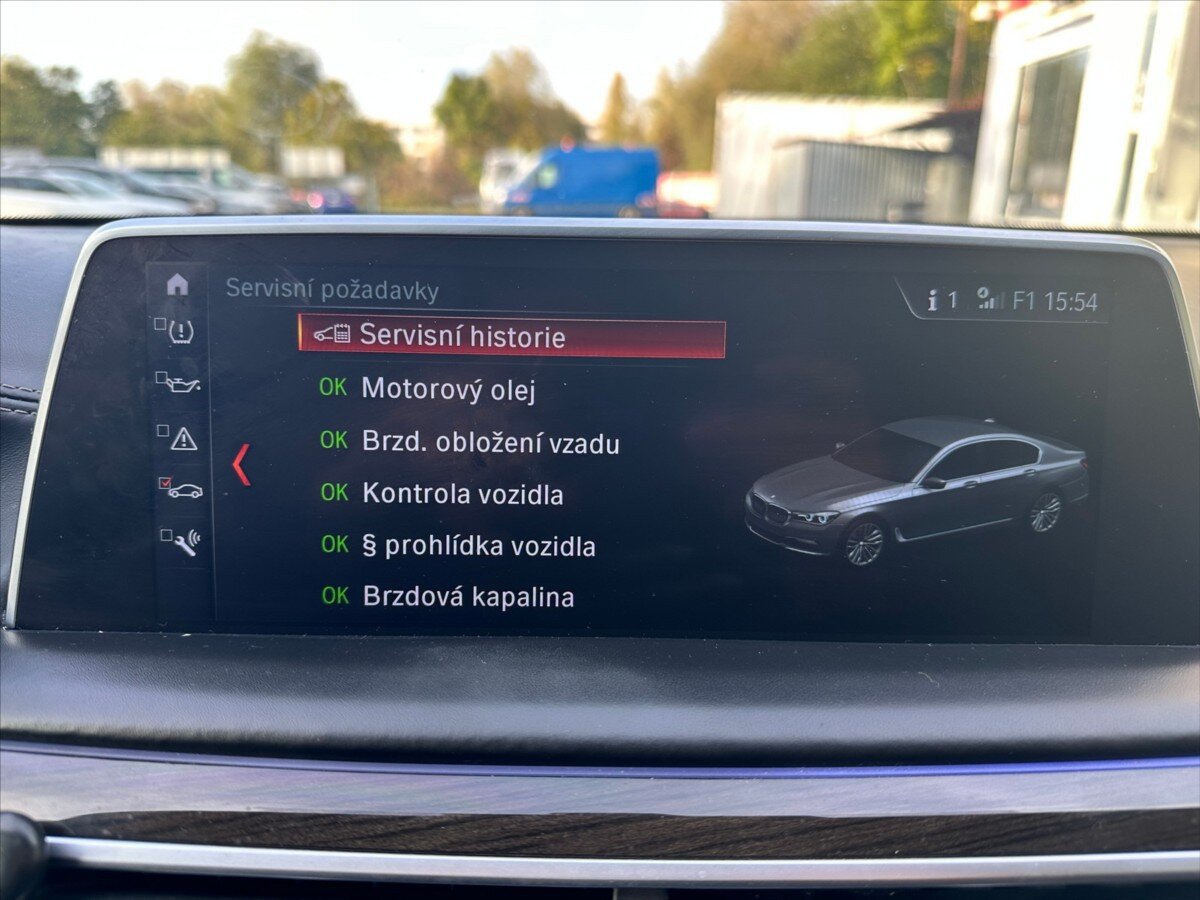 Servisní požadavky
1 F1 15:54
Servisní historie
OK Motorový olej
OK Brzd. obložení vzadu
OK Kontrola vozidla
OK § prohlídka vozidla
OK Brzdová kapalina